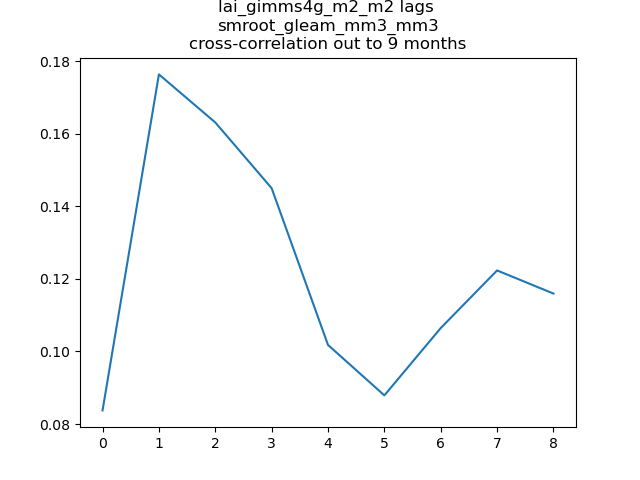 lai_gimms4g_m2_m2 lags
smroot_gleam_mm3_mm3
cross-correlation out to 9 months
0.18
0.16
0.14
0.12
0.10
0.08
0 1 2 3 4 5 6 7 8